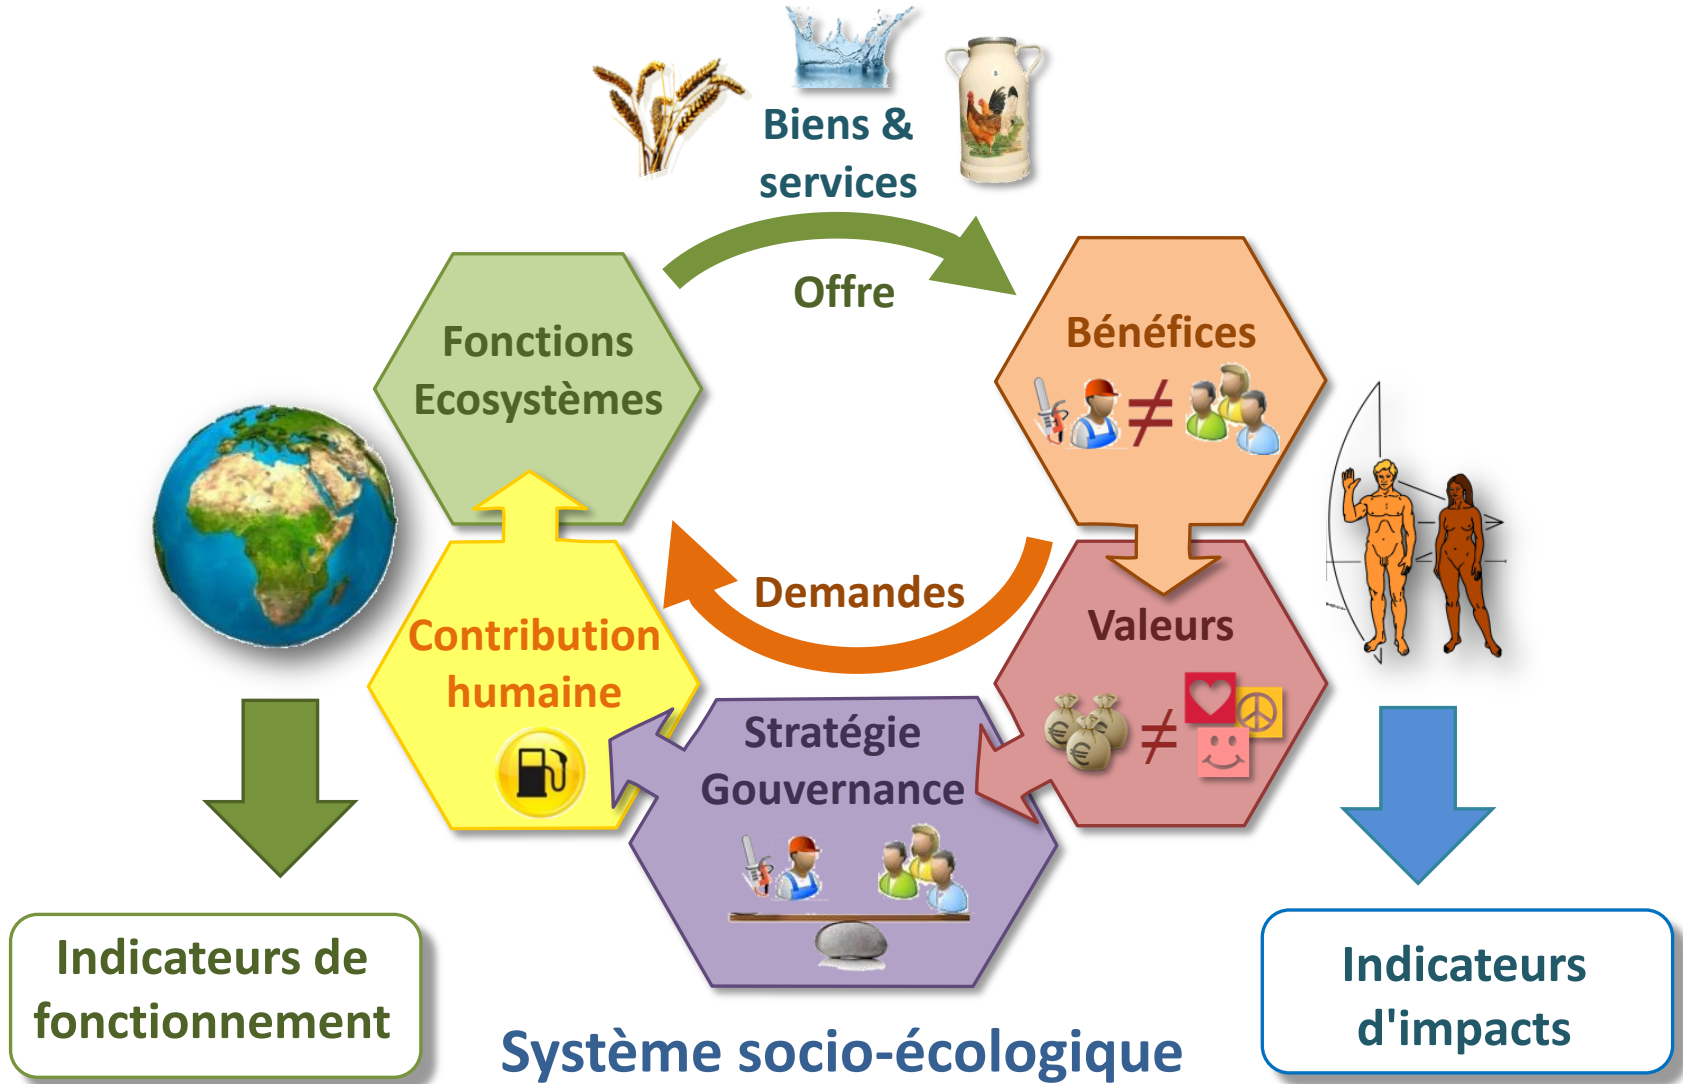 Biens &
services
Offre
Fonctions
Ecosystèmes
Bénéfices
Demandes
Contribution
humaine
Valeurs
Stratégie
Gouvernance
Indicateurs de
fonctionnement
Indicateurs
d'impacts
Système socio-écologique